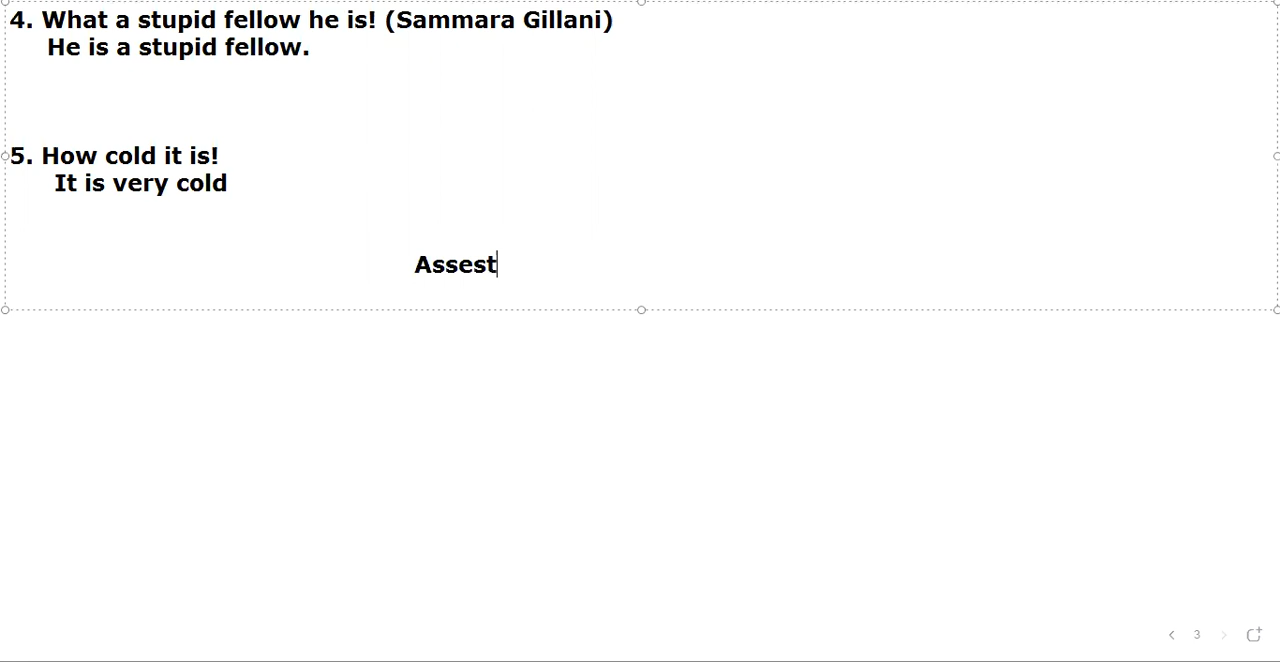 4. What a stupid fellow he is! (Sammara Gillani)
He is a stupid fellow.
5. How cold it is!
It is very cold
Assest
3